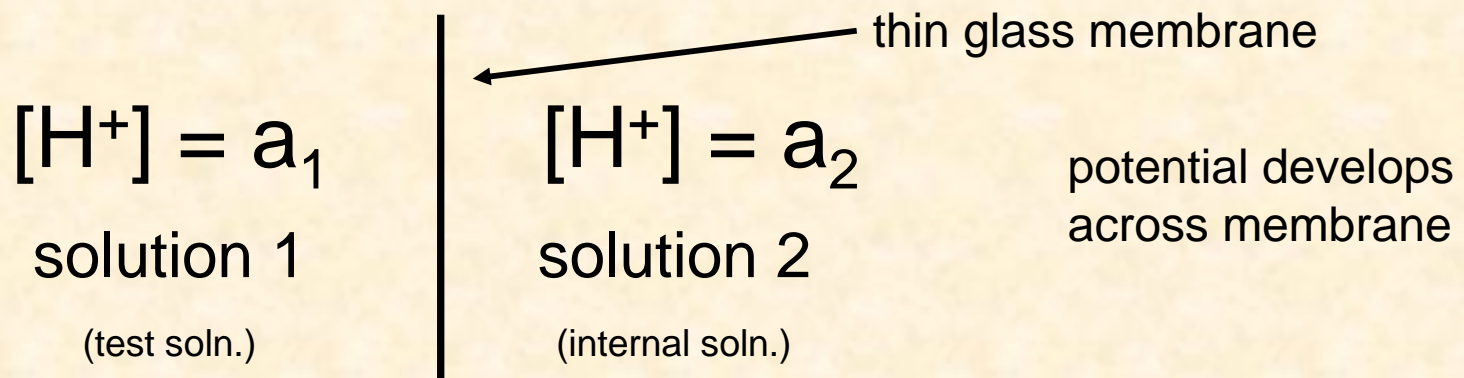 thin glass membrane
[H⁺] = a₁
[H⁺] = a₂
potential develops
across membrane
solution 1
solution 2
(test soln.)
(internal soln.)